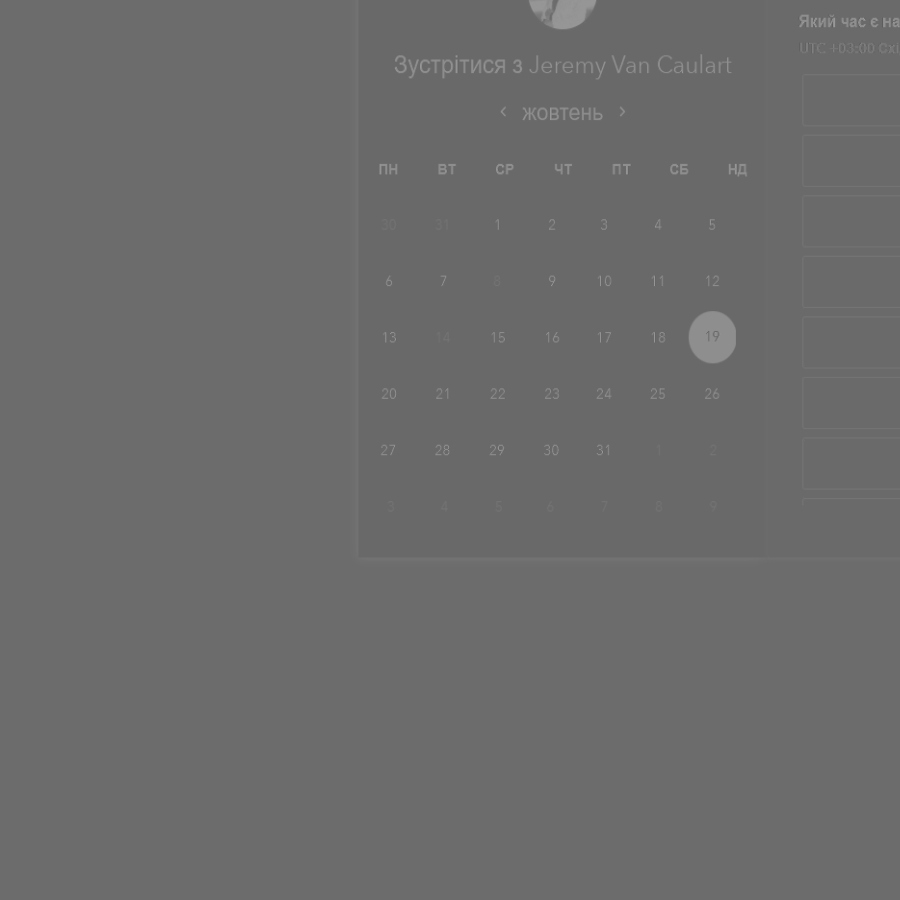 Який час є на
UTC +03:00 Схі
Зустрітися з Jeremy Van Caulart
‹ жовтень ›
ПН ВТ СР ЧТ ПТ СБ НД
30 31 1 2 3 4 5
6 7 8 9 10 11 12
13 14 15 16 17 18 19
20 21 22 23 24 25 26
27 28 29 30 31 1 2
3 4 5 6 7 8 9